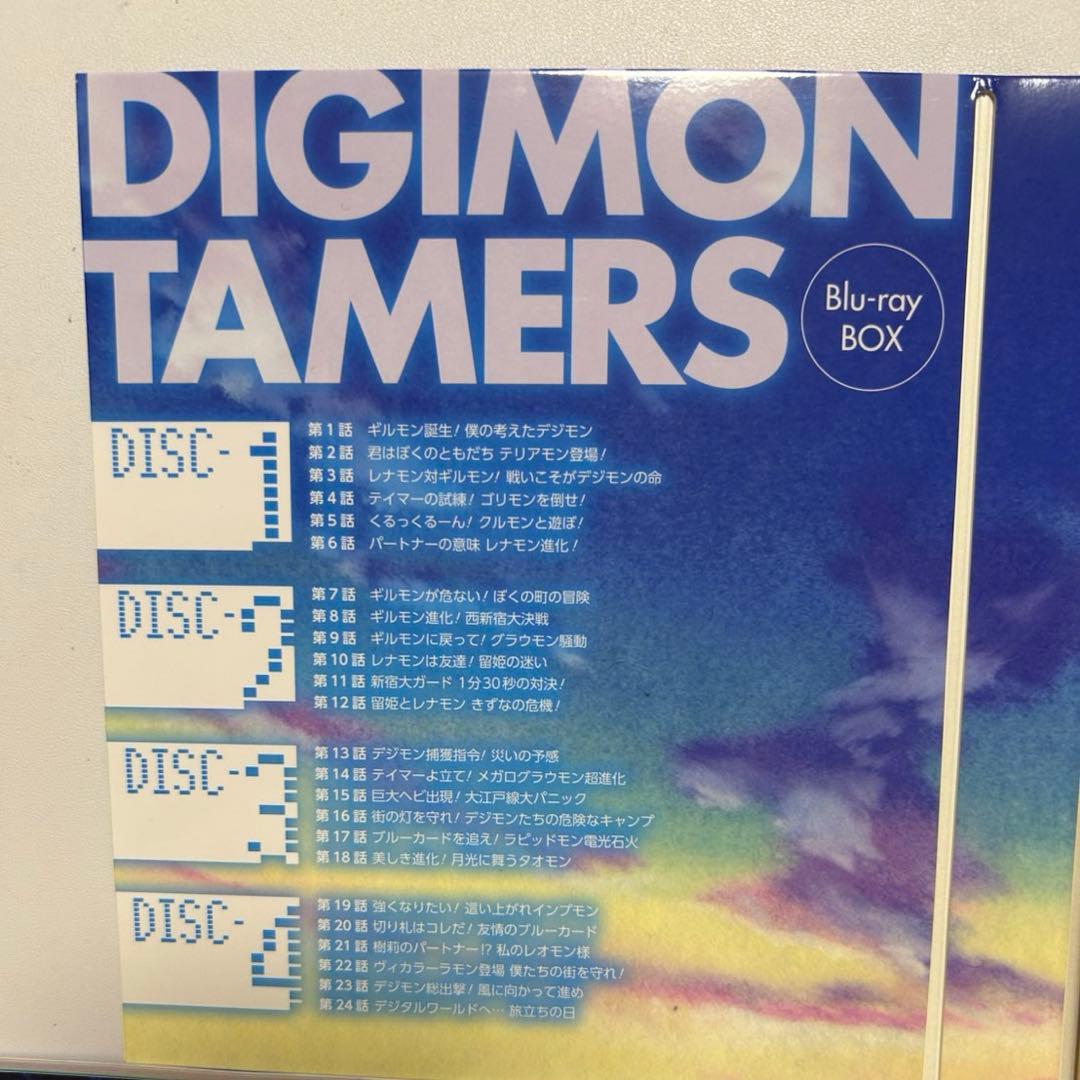 DIGIMON
TAMERS
Blu-ray
BOX
DISC-1
第1話 ギルモン誕生!僕の考えたデジモン
第2話 君はぼくのともだち テリアモン登場!
第3話 レナモン対ギルモン!戦いこそがデジモンの命
第4話 テイマーの試練!ゴリモンを倒せ!
第5話 くるっくるーん!クルモンと遊ぼ!
第6話 パートナーの意味 レナモン進化!
DISC-2
第7話 ギルモンが危ない!ぼくの町の冒険
第8話 ギルモン進化!西新宿大決戦
第9話 ギルモンに戻って!グラウモン騒動
第10話 レナモンは友達!留姫の迷い
第11話 新宿大ガード 1分30秒の対決!
第12話 留姫とレナモン きずなの危機!
DISC-3
第13話 デジモン捕獲指令!災いの予感
第14話 テイマーよ立て!メガログラウモン超進化
第15話 巨大ヘビ出現!大江戸線大パニック
第16話 街の灯を守れ!デジモンたちの危険なキャンプ
第17話 ブルーカードを追え!ラピッドモン電光石火
第18話 美しき進化!月光に舞うタオモン
DISC-4
第19話 強くなりたい!這い上がれインプモン
第20話 切り札はコレだ!友情のブルーカード
第21話 樹莉のパートナー!? 私のレオモン様
第22話 ヴィカラーラモン登場 僕たちの街を守れ!
第23話 デジモン総出撃!風に向かって進め
第24話 デジタルワールドへ… 旅立ちの日